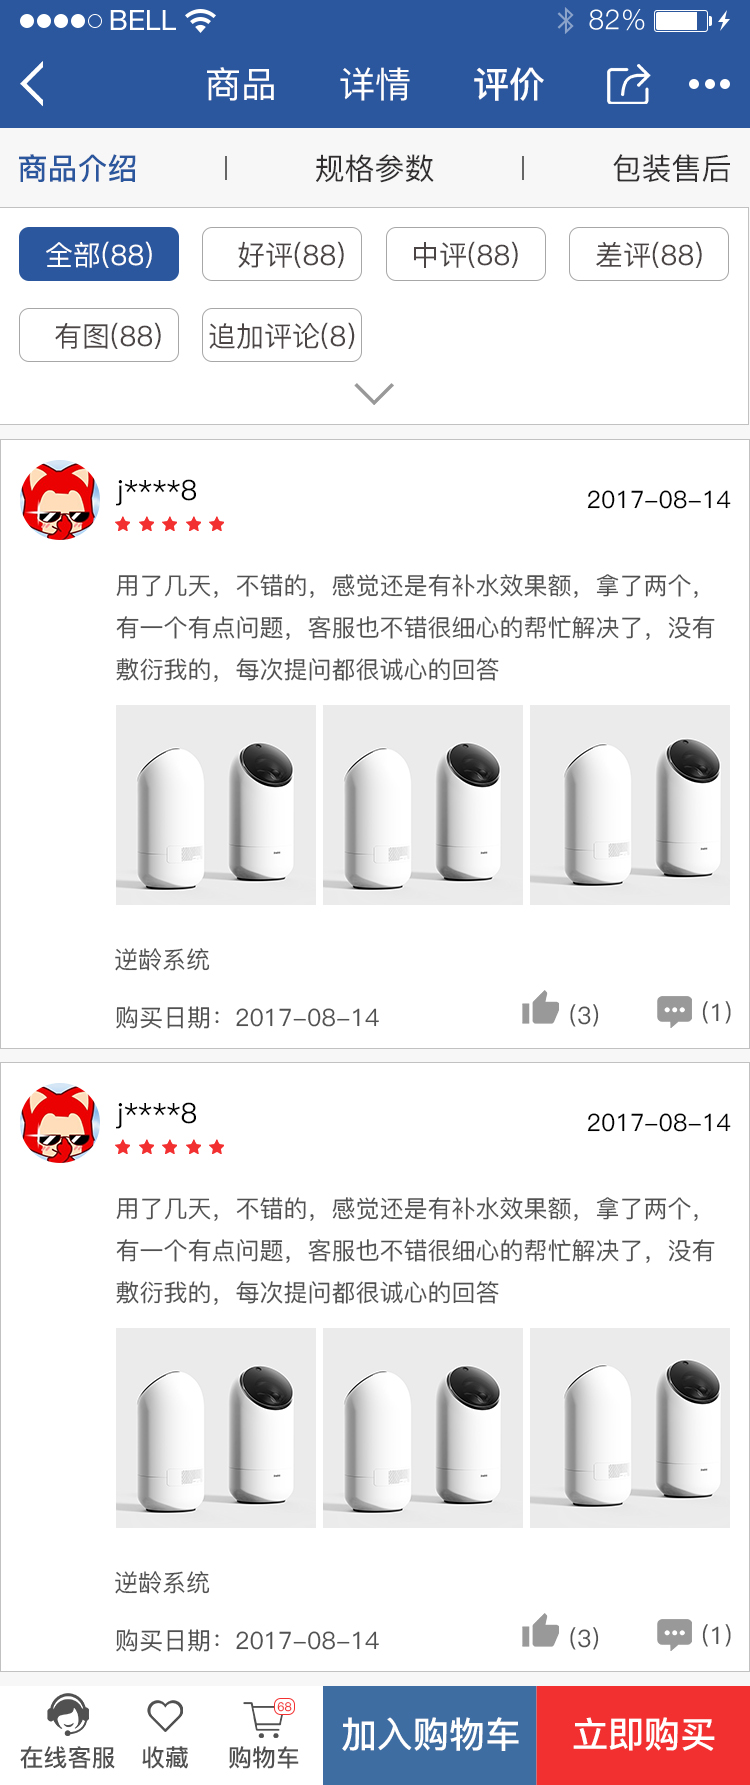 BELL 82%
商品 详情 评价
商品介绍 | 规格参数 | 包装售后
全部(88) 好评(88) 中评(88) 差评(88)
有图(88) 追加评论(8)
j****8
2017-08-14
用了几天，不错的，感觉还是有补水效果额，拿了两个，
有一个有点问题，客服也不错很细心的帮忙解决了，没有
敷衍我的，每次提问都很诚心的回答
逆龄系统
购买日期：2017-08-14 (3) (1)
j****8
2017-08-14
用了几天，不错的，感觉还是有补水效果额，拿了两个，
有一个有点问题，客服也不错很细心的帮忙解决了，没有
敷衍我的，每次提问都很诚心的回答
逆龄系统
购买日期：2017-08-14 (3) (1)
68
在线客服 收藏 购物车 加入购物车 立即购买